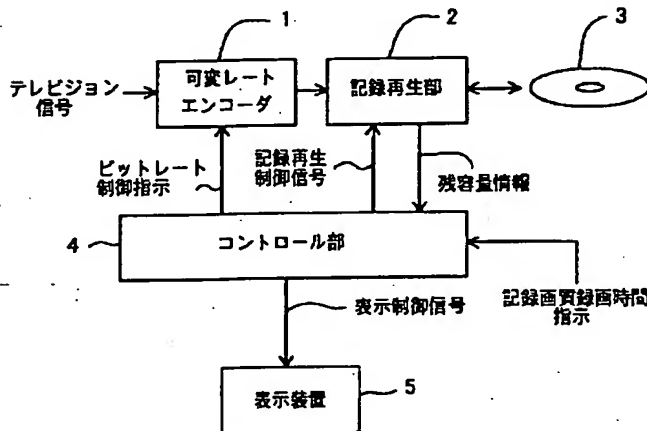 1
2
3
テレビジョン
信号
可変レート
エンコーダ
記録再生部
ビットレート
制御指示
記録再生
制御信号
残容量情報
4
コントロール部
記録画質録画時間
指示
表示制御信号
表示装置
5